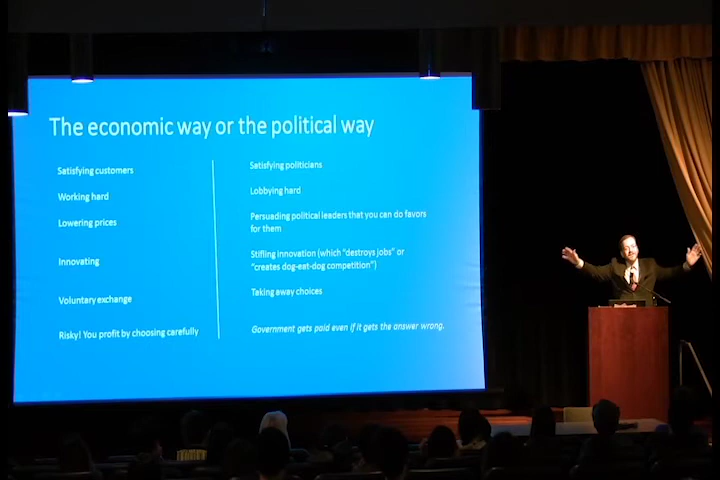 The economic way or the political way
Satisfying customers
Working hard
Lowering prices
Innovating
Voluntary exchange
Risky! You profit by choosing carefully
Satisfying politicians
Lobbying hard
Persuading political leaders that you can do favors
for them
Stifling innovation (which “destroys jobs” or
“creates dog-eat-dog competition”)
Taking away choices
Government gets paid even if it gets the answer wrong.